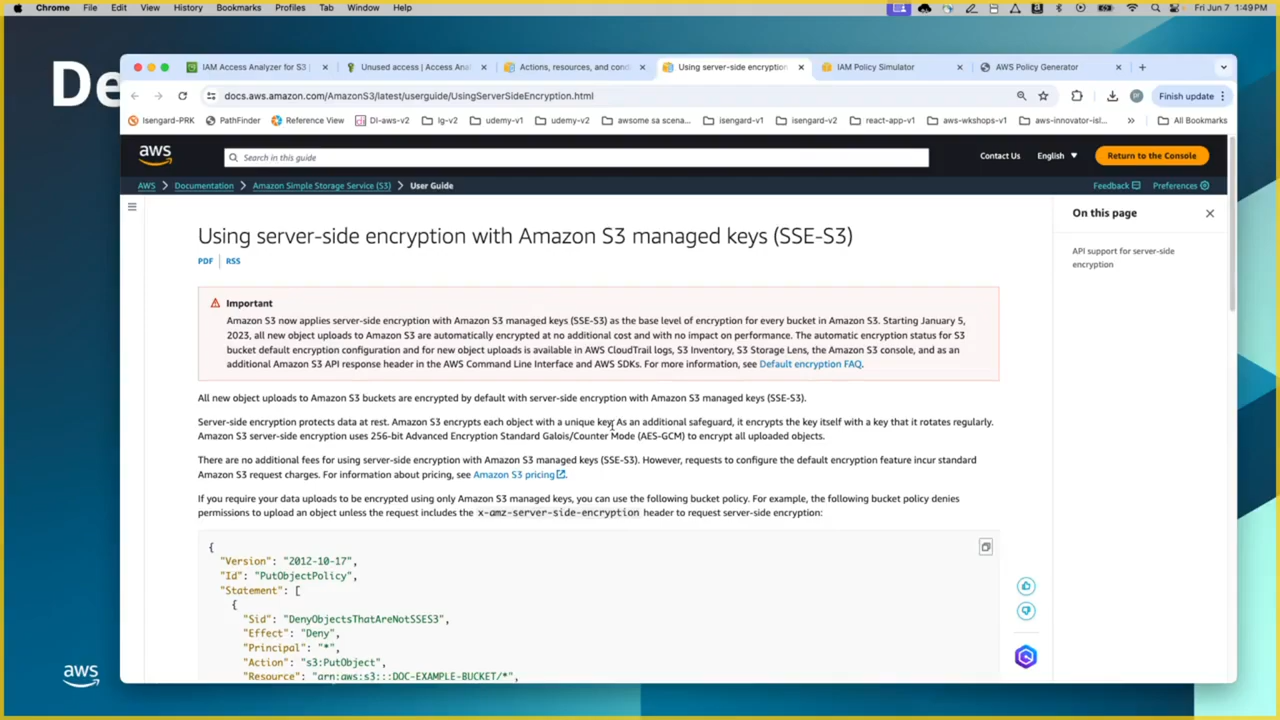 Chrome File Edit View History Bookmarks Profiles Tab Window Help Fri Jun 7 1:49PM
De
IAM Access Analyzer for S3 | Unused access | Access Ana Actions, resources, and cond Using server-side encryption IAM Policy Simulator AWS Policy Generator
docs.aws.amazon.com/AmazonS3/latest/userguide/UsingServerSideEncryption.html Finish update
Isengard-PRK PathFinder Reference View DI-aws-v2 lg-v2 udemy-v1 udemy-v2 awsome sa scena... isengard-v1 isengard-v2 react-app-v1 aws-wkshops-v1 aws-innovator-isl... » All Bookmarks
aws Search in this guide Contact Us English Return to the Console
AWS > Documentation > Amazon Simple Storage Service (S3) > User Guide Feedback Preferences
On this page
API support for server-side
encryption
Using server-side encryption with Amazon S3 managed keys (SSE-S3)
PDF RSS
Important
Amazon S3 now applies server-side encryption with Amazon S3 managed keys (SSE-S3) as the base level of encryption for every bucket in Amazon S3. Starting January 5,
2023, all new object uploads to Amazon S3 are automatically encrypted at no additional cost and with no impact on performance. The automatic encryption status for S3
bucket default encryption configuration and for new object uploads is available in AWS CloudTrail logs, S3 Inventory, S3 Storage Lens, the Amazon S3 console, and as an
additional Amazon S3 API response header in the AWS Command Line Interface and AWS SDKs. For more information, see Default encryption FAQ.
All new object uploads to Amazon S3 buckets are encrypted by default with server-side encryption with Amazon S3 managed keys (SSE-S3).
Server-side encryption protects data at rest. Amazon S3 encrypts each object with a unique key. As an additional safeguard, it encrypts the key itself with a key that it rotates regularly.
Amazon S3 server-side encryption uses 256-bit Advanced Encryption Standard Galois/Counter Mode (AES-GCM) to encrypt all uploaded objects.
There are no additional fees for using server-side encryption with Amazon S3 managed keys (SSE-S3). However, requests to configure the default encryption feature incur standard
Amazon S3 request charges. For information about pricing, see Amazon S3 pricing.
If you require your data uploads to be encrypted using only Amazon S3 managed keys, you can use the following bucket policy. For example, the following bucket policy denies
permissions to upload an object unless the request includes the x-amz-server-side-encryption header to request server-side encryption:
{
"Version": "2012-10-17",
"Id": "PutObjectPolicy",
"Statement": [
{
"Sid": "DenyObjectsThatAreNotSSES3",
"Effect": "Deny",
"Principal": "*",
"Action": "s3:PutObject",
"Resource": "arn:aws:s3:::DOC-EXAMPLE-BUCKET/*",
aws